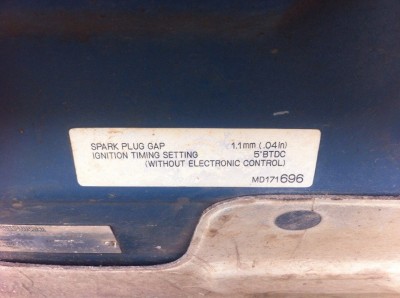 SPARK PLUG GAP 1.1mm (.04in)
IGNITION TIMING SETTING 5°BTDC
(WITHOUT ELECTRONIC CONTROL)
MD171696